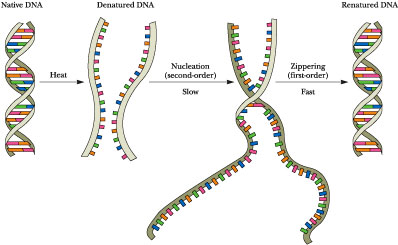 Native DNA
Denatured DNA
Renatured DNA
Heat
Nucleation
(second-order)
Slow
Zippering
(first-order)
Fast